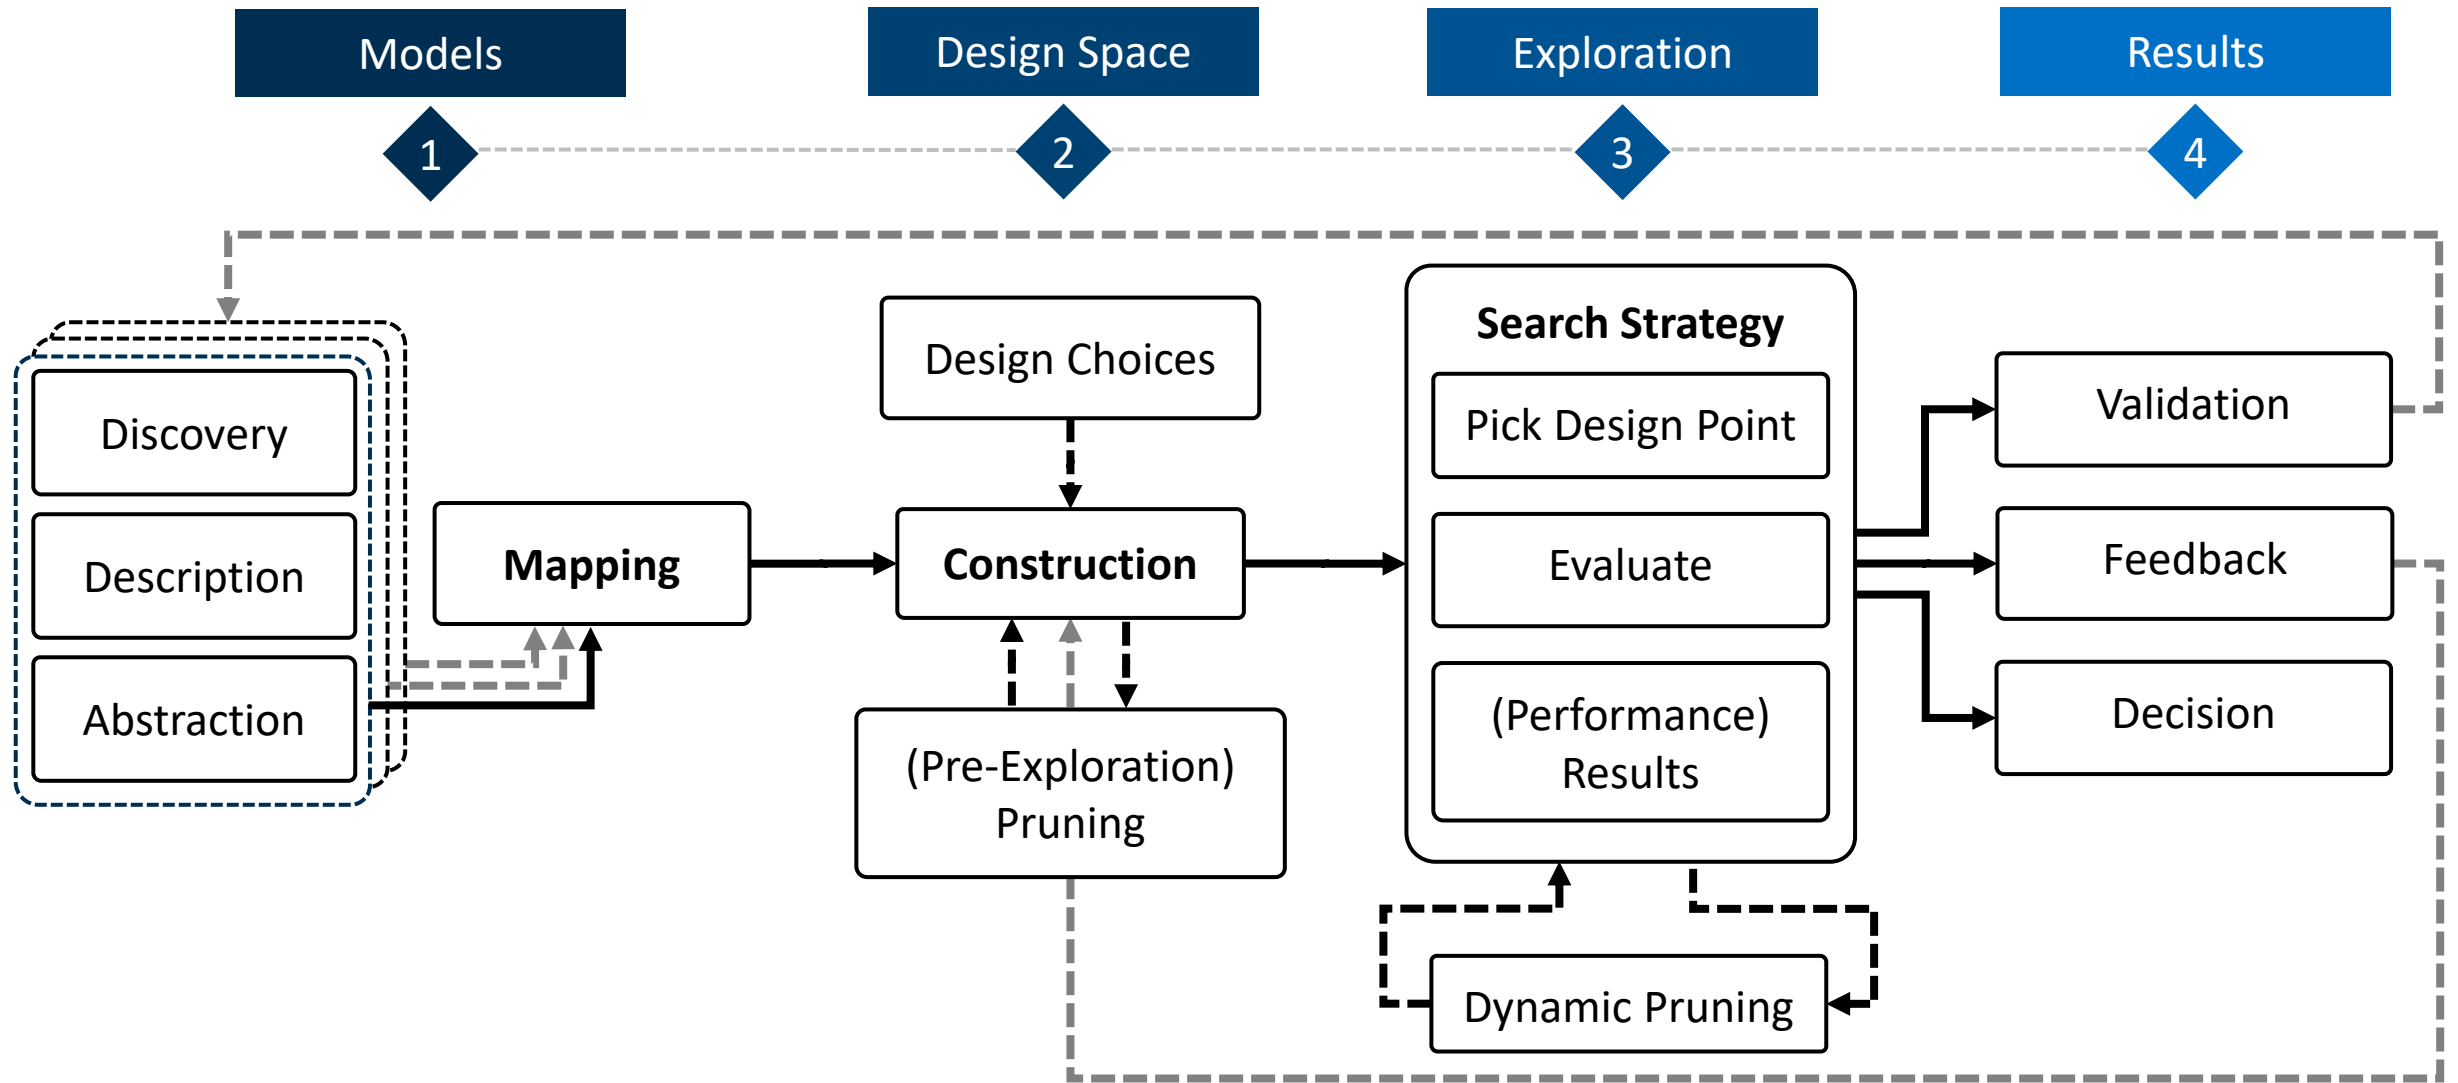 Models
Design Space
Exploration
Results
1
2
3
4
Discovery
Description
Abstraction
Mapping
Design Choices
Construction
(Pre-Exploration)
Pruning
Search Strategy
Pick Design Point
Evaluate
(Performance)
Results
Dynamic Pruning
Validation
Feedback
Decision